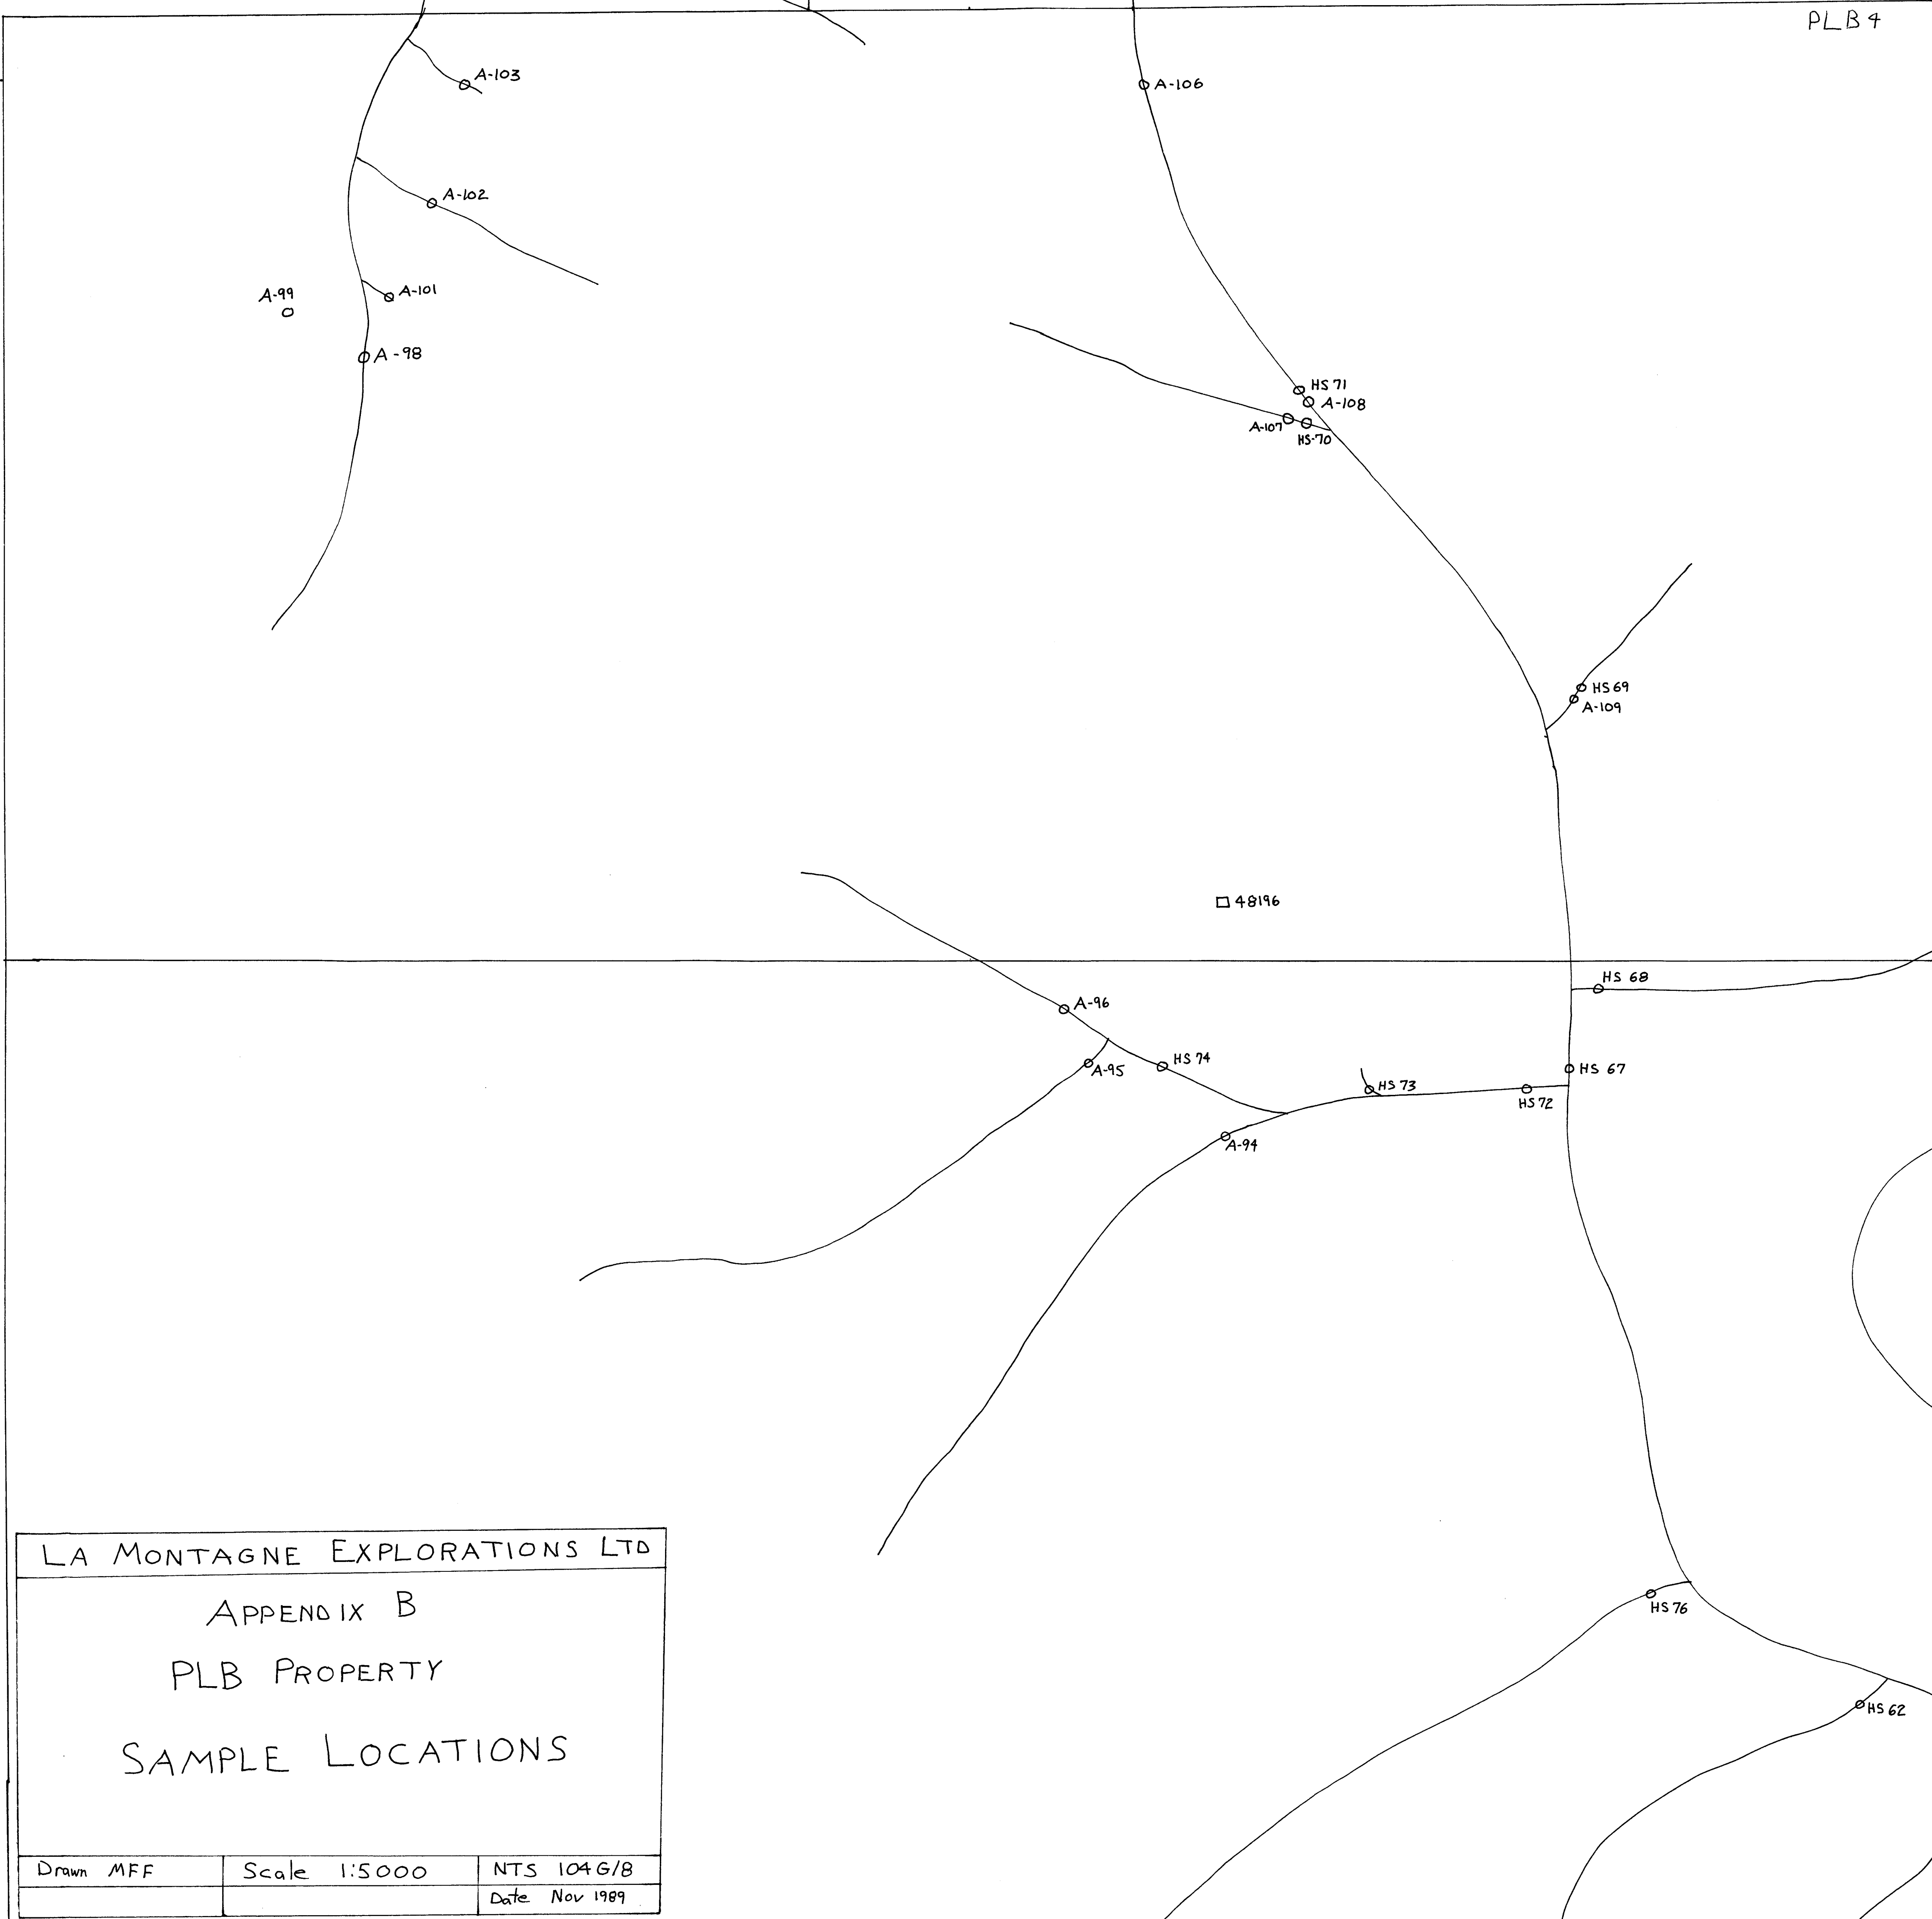 PLB 4
A-103
A-106
A-102
A-99
A-101
A-98
HS 71
A-108
A-107
HS-70
HS 69
A-109
48196
HS 68
A-96
HS 74
A-95
HS 67
HS 73
HS 72
A-94
HS 76
HS 62
LA MONTAGNE EXPLORATIONS LTD
APPENDIX B
PLB PROPERTY
SAMPLE LOCATIONS
Drawn MFF
Scale 1:5000
NTS 104G/8
Date Nov 1989